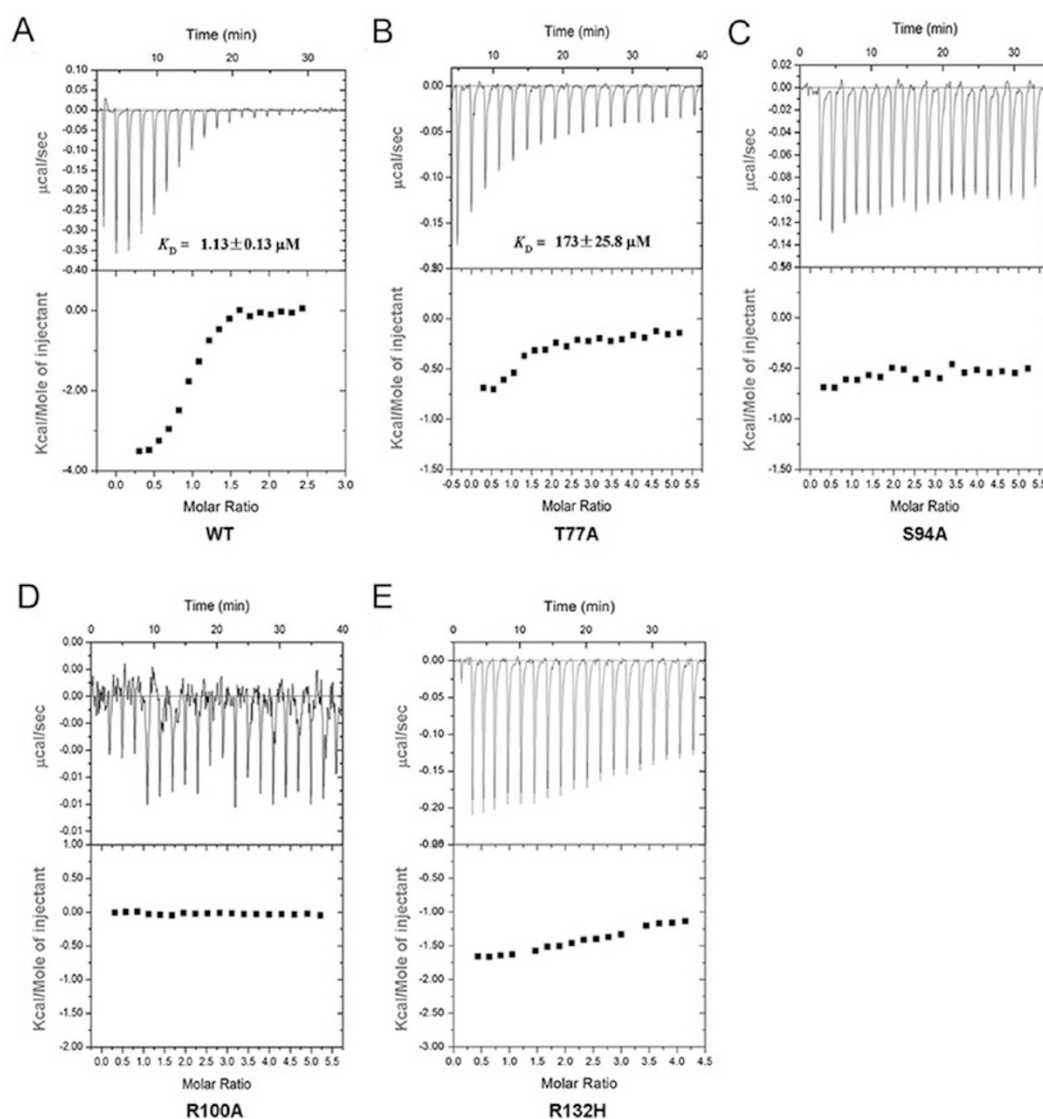 A
Time (min)
10 20 30
0.10
0.05
0.00
-0.05
-0.10
-0.15
-0.20
-0.25
-0.30
-0.35
-0.40
μcal/sec
K_D = 1.13±0.13 μM
0.00
-2.00
-4.00
Kcal/Mole of injectant
0.0 0.5 1.0 1.5 2.0 2.5 3.0
Molar Ratio
WT
B
Time (min)
10 20 30 40
0.00
-0.05
-0.10
-0.15
μcal/sec
K_D = 173±25.8 μM
0.00
-0.50
-1.00
-1.50
Kcal/Mole of injectant
-0.5 0.0 0.5 1.0 1.5 2.0 2.5 3.0 3.5 4.0 4.5 5.0 5.5
Molar Ratio
T77A
C
Time (min)
0 10 20 30
0.02
0.00
-0.02
-0.04
-0.06
-0.08
-0.10
-0.12
-0.14
μcal/sec
0.00
-0.50
-1.00
-1.50
Kcal/Mole of injectant
0.0 0.5 1.0 1.5 2.0 2.5 3.0 3.5 4.0 4.5 5.0 5.5
Molar Ratio
S94A
D
Time (min)
0 10 20 30 40
0.00
0.00
-0.00
-0.00
-0.01
-0.01
-0.01
μcal/sec
1.00
0.50
0.00
-0.50
-1.00
-1.50
-2.00
Kcal/Mole of injectant
0.0 0.5 1.0 1.5 2.0 2.5 3.0 3.5 4.0 4.5 5.0 5.5
Molar Ratio
R100A
E
Time (min)
0 10 20 30
0.00
-0.05
-0.10
-0.15
-0.20
μcal/sec
-1.00
-1.50
-2.00
-2.50
-3.00
Kcal/Mole of injectant
0.0 0.5 1.0 1.5 2.0 2.5 3.0 3.5 4.0 4.5
Molar Ratio
R132H